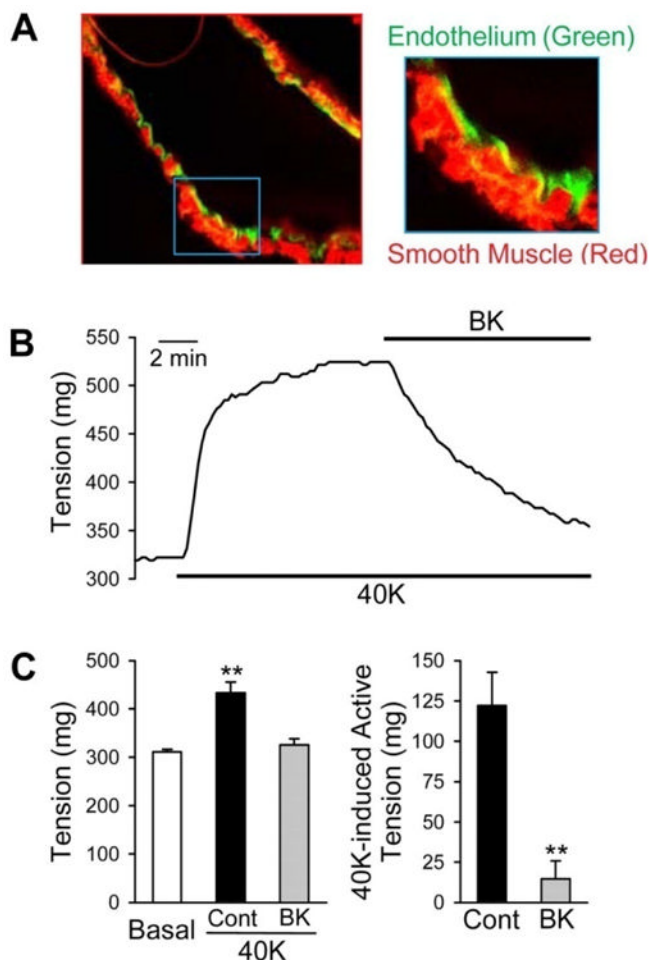 A
Endothelium (Green)
Smooth Muscle (Red)
B
2 min
BK
Tension (mg)
550
500
450
400
350
300
40K
C
Tension (mg)
500
400
300
200
300
0
**
Basal
Cont
BK
40K
40K-induced Active
Tension (mg)
150
125
100
75
50
25
0
**
Cont
BK